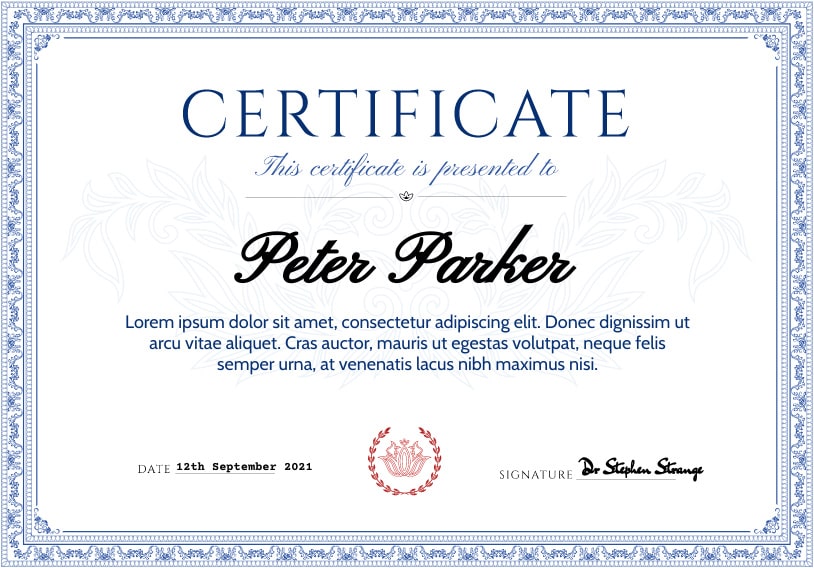 CERTIFICATE
This certificate is presented to
Peter Parker
Lorem ipsum dolor sit amet, consectetur adipiscing elit. Donec dignissim ut
arcu vitae aliquet. Cras auctor, mauris ut egestas volutpat, neque felis
semper urna, at venenatis lacus nibh maximus nisi.
DATE 12th September 2021
SIGNATURE Dr Stephen Strange